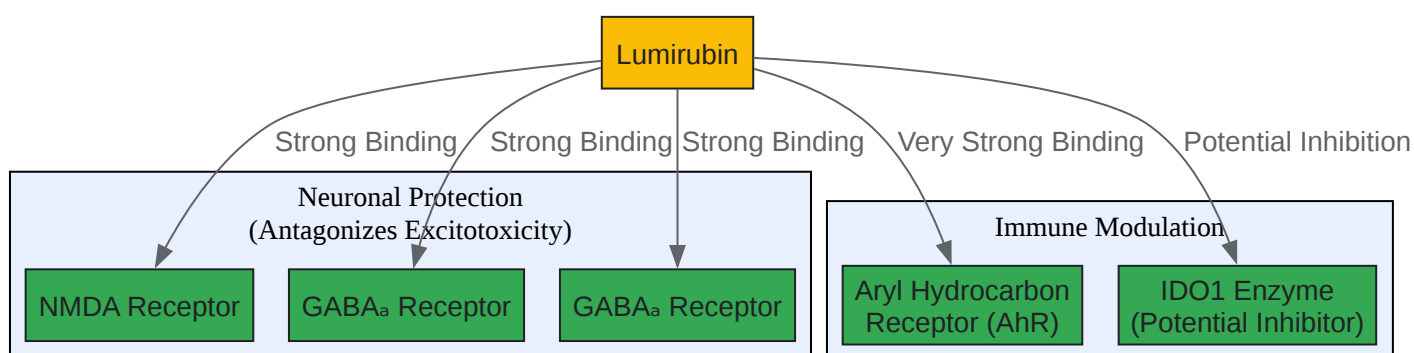 Lumirubin
Strong Binding
Strong Binding
Strong Binding
Very Strong Binding
Potential Inhibition
Neuronal Protection
(Antagonizes Excitotoxicity)
Immune Modulation
NMDA Receptor
GABAₐ Receptor
GABAₐ Receptor
Aryl Hydrocarbon
Receptor (AhR)
IDO1 Enzyme
(Potential Inhibitor)